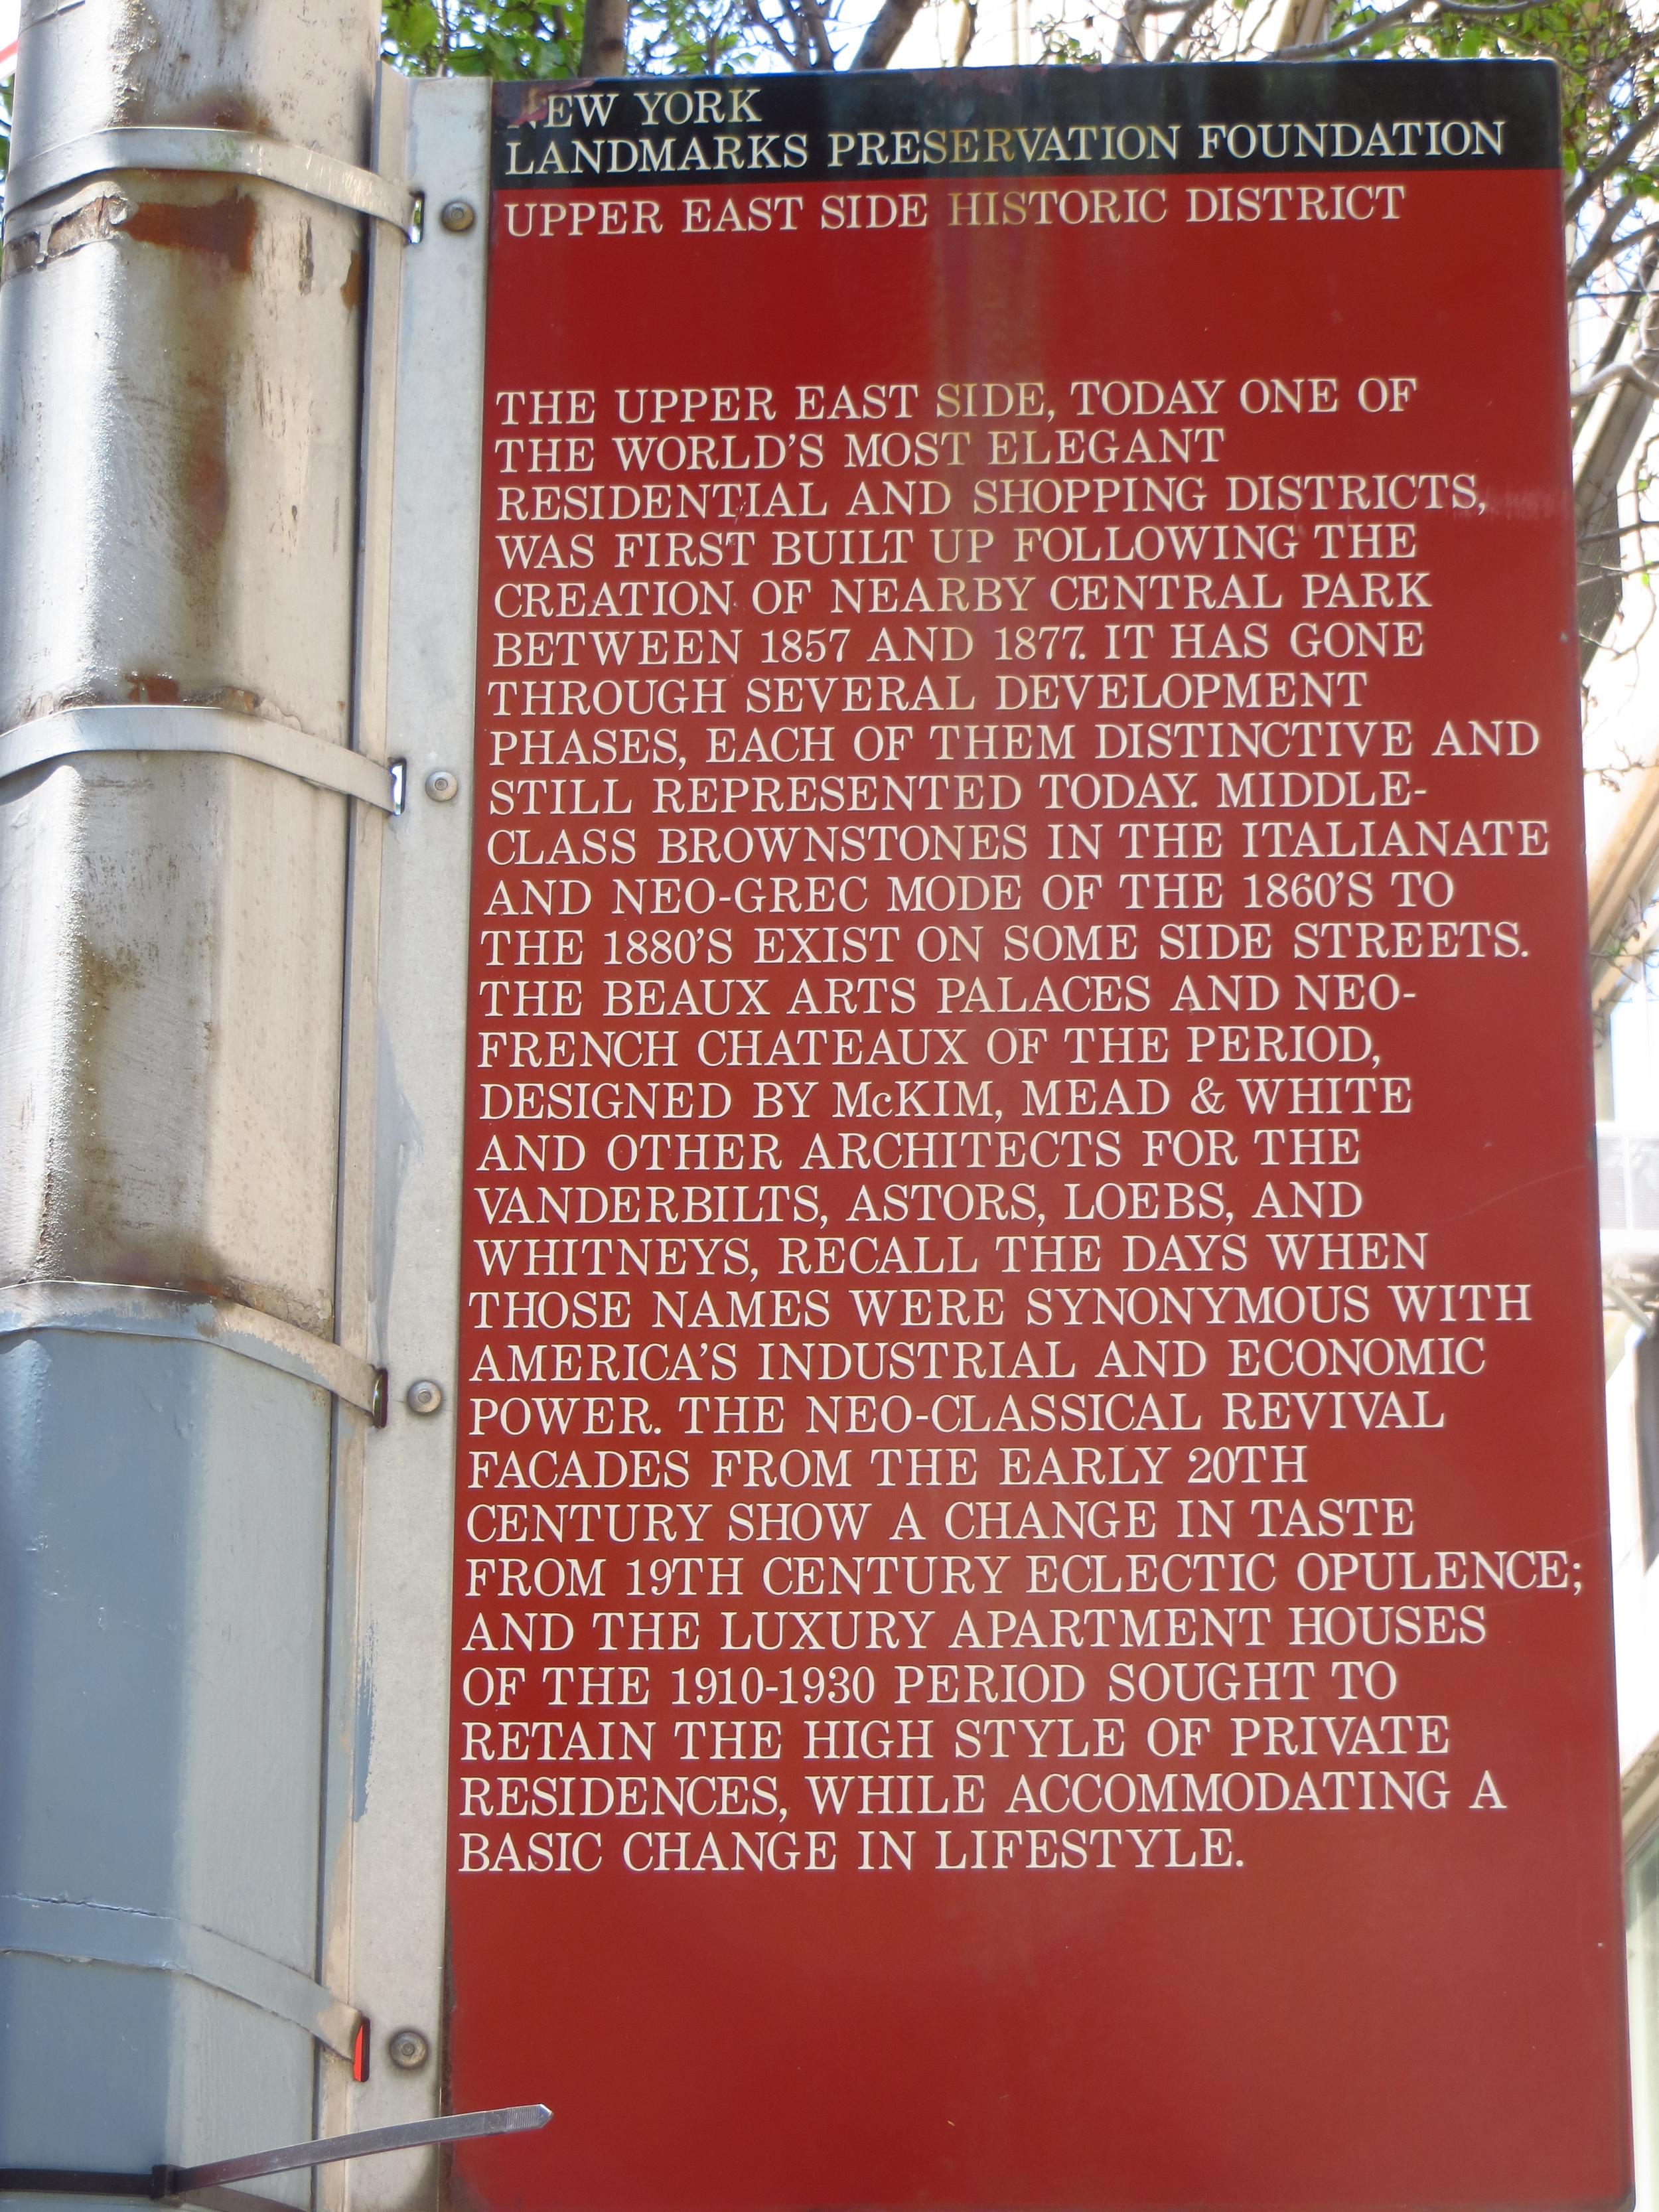 NEW YORK
LANDMARKS PRESERVATION FOUNDATION
UPPER EAST SIDE HISTORIC DISTRICT
THE UPPER EAST SIDE, TODAY ONE OF
THE WORLD'S MOST ELEGANT
RESIDENTIAL AND SHOPPING DISTRICTS,
WAS FIRST BUILT UP FOLLOWING THE
CREATION OF NEARBY CENTRAL PARK
BETWEEN 1857 AND 1877. IT HAS GONE
THROUGH SEVERAL DEVELOPMENT
PHASES, EACH OF THEM DISTINCTIVE AND
STILL REPRESENTED TODAY. MIDDLE-
CLASS BROWNSTONES IN THE ITALIANATE
AND NEO-GREC MODE OF THE 1860'S TO
THE 1880'S EXIST ON SOME SIDE STREETS.
THE BEAUX ARTS PALACES AND NEO-
FRENCH CHATEAUX OF THE PERIOD,
DESIGNED BY McKIM, MEAD & WHITE
AND OTHER ARCHITECTS FOR THE
VANDERBILTS, ASTORS, LOEBS, AND
WHITNEYS, RECALL THE DAYS WHEN
THOSE NAMES WERE SYNONYMOUS WITH
AMERICA'S INDUSTRIAL AND ECONOMIC
POWER. THE NEO-CLASSICAL REVIVAL
FACADES FROM THE EARLY 20TH
CENTURY SHOW A CHANGE IN TASTE
FROM 19TH CENTURY ECLECTIC OPULENCE;
AND THE LUXURY APARTMENT HOUSES
OF THE 1910-1930 PERIOD SOUGHT TO
RETAIN THE HIGH STYLE OF PRIVATE
RESIDENCES, WHILE ACCOMMODATING A
BASIC CHANGE IN LIFESTYLE.